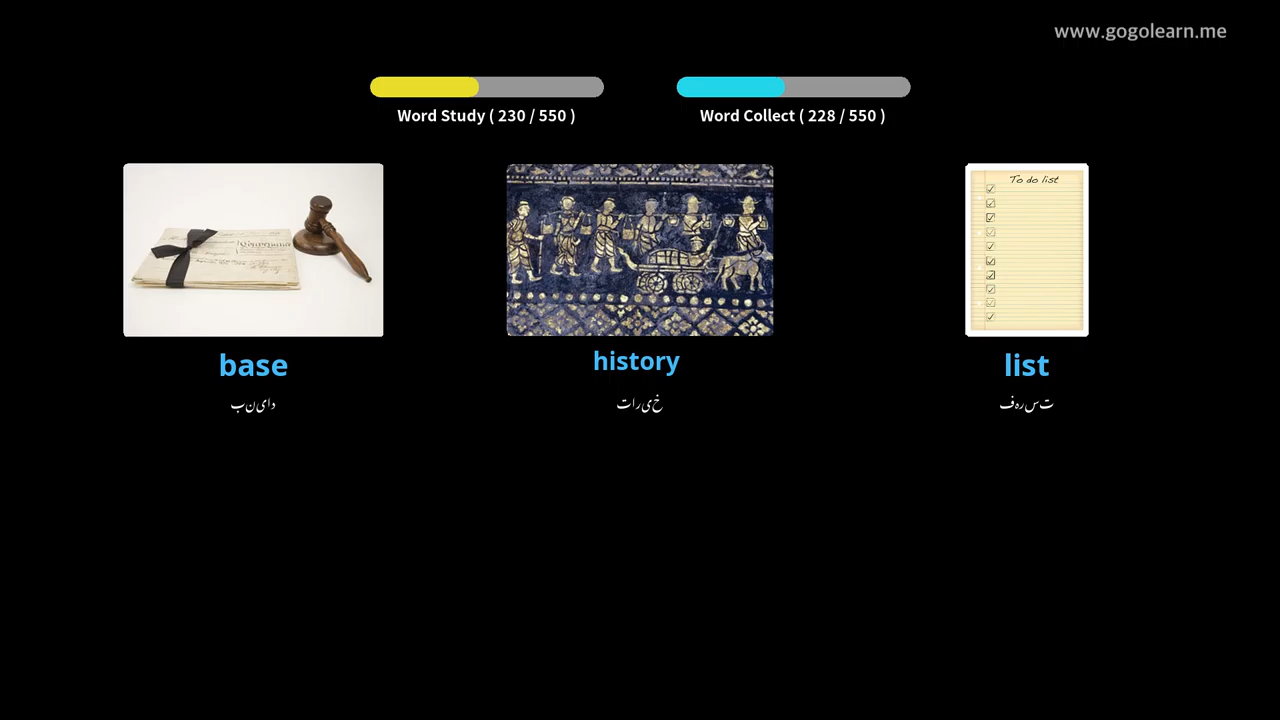 www.gogolearn.me
Word Study ( 230 / 550 )
Word Collect ( 228 / 550 )
To do list
base
history
list
بنیاد
تاریخ
فہرست